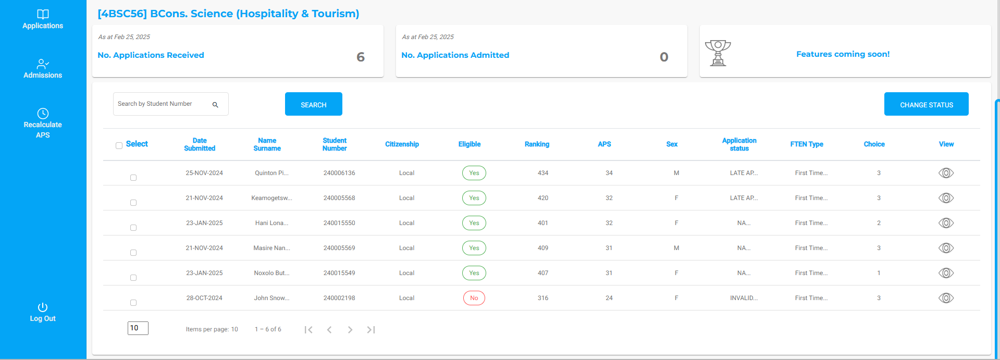 Applications
Admissions
Recalculate
APS
Log Out
[4BSC56] BCons. Science (Hospitality & Tourism)
As at Feb 25, 2025
No. Applications Received 6
As at Feb 25, 2025
No. Applications Admitted 0
Features coming soon!
Search by Student Number
SEARCH
CHANGE STATUS
Select Date Submitted Name Surname Student Number Citizenship Eligible Ranking APS Sex Application status FTEN Type Choice View
25-NOV-2024 Quinton Pi... 240006136 Local Yes 434 34 M LATE AP... First Time... 3
21-NOV-2024 Keamogetsw... 240005568 Local Yes 420 32 F LATE AP... First Time... 3
23-JAN-2025 Hani Lona... 240015550 Local Yes 401 32 F NA... First Time... 2
21-NOV-2024 Masire Nan... 240005569 Local Yes 409 31 M NA... First Time... 3
23-JAN-2025 Noxolo But... 240015549 Local Yes 407 31 F NA... First Time... 1
28-OCT-2024 John Snow... 240002198 Local No 316 24 F INVALID... First Time... 3
10 Items per page: 10 1 – 6 of 6